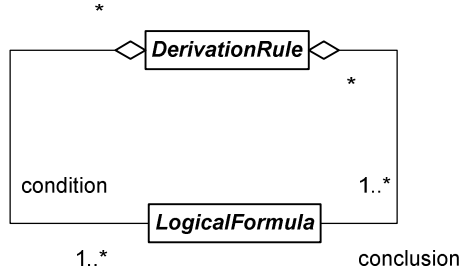 *
DerivationRule
*
condition
1..*
LogicalFormula
1..*
conclusion